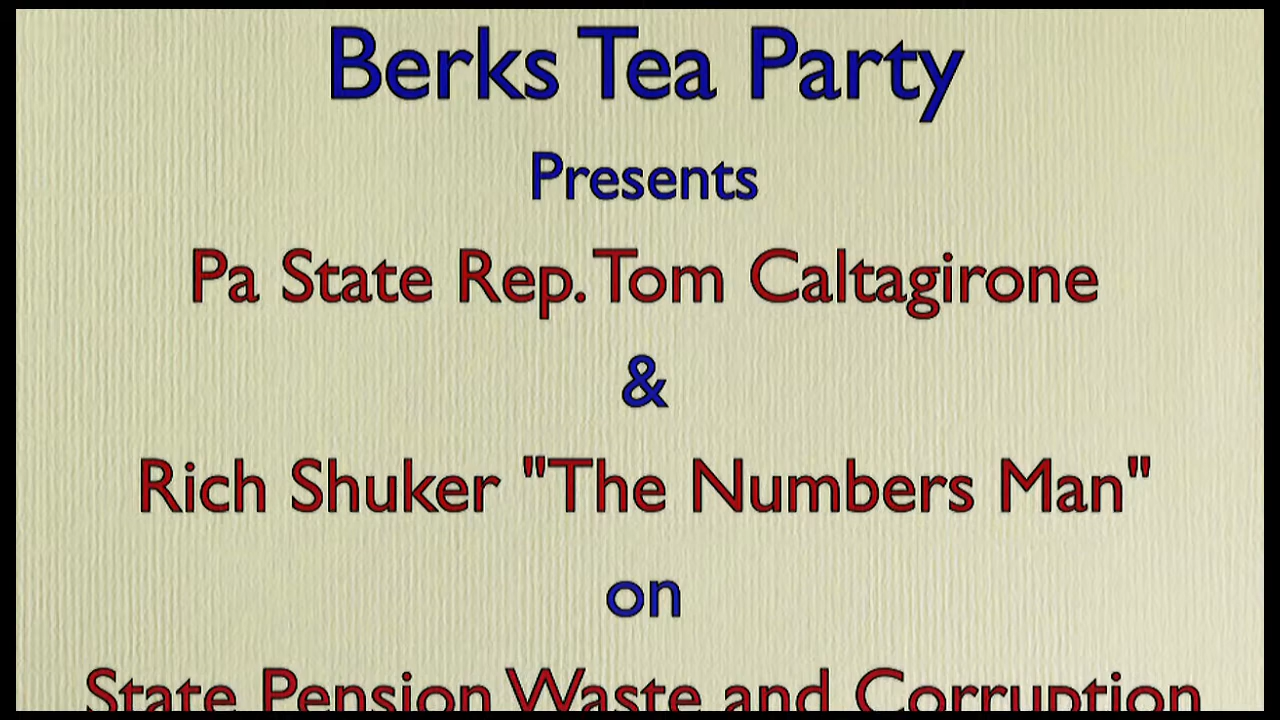 Berks Tea Party
Presents
Pa State Rep. Tom Caltagirone
&
Rich Shuker "The Numbers Man"
on
State Pension Waste and Corruption